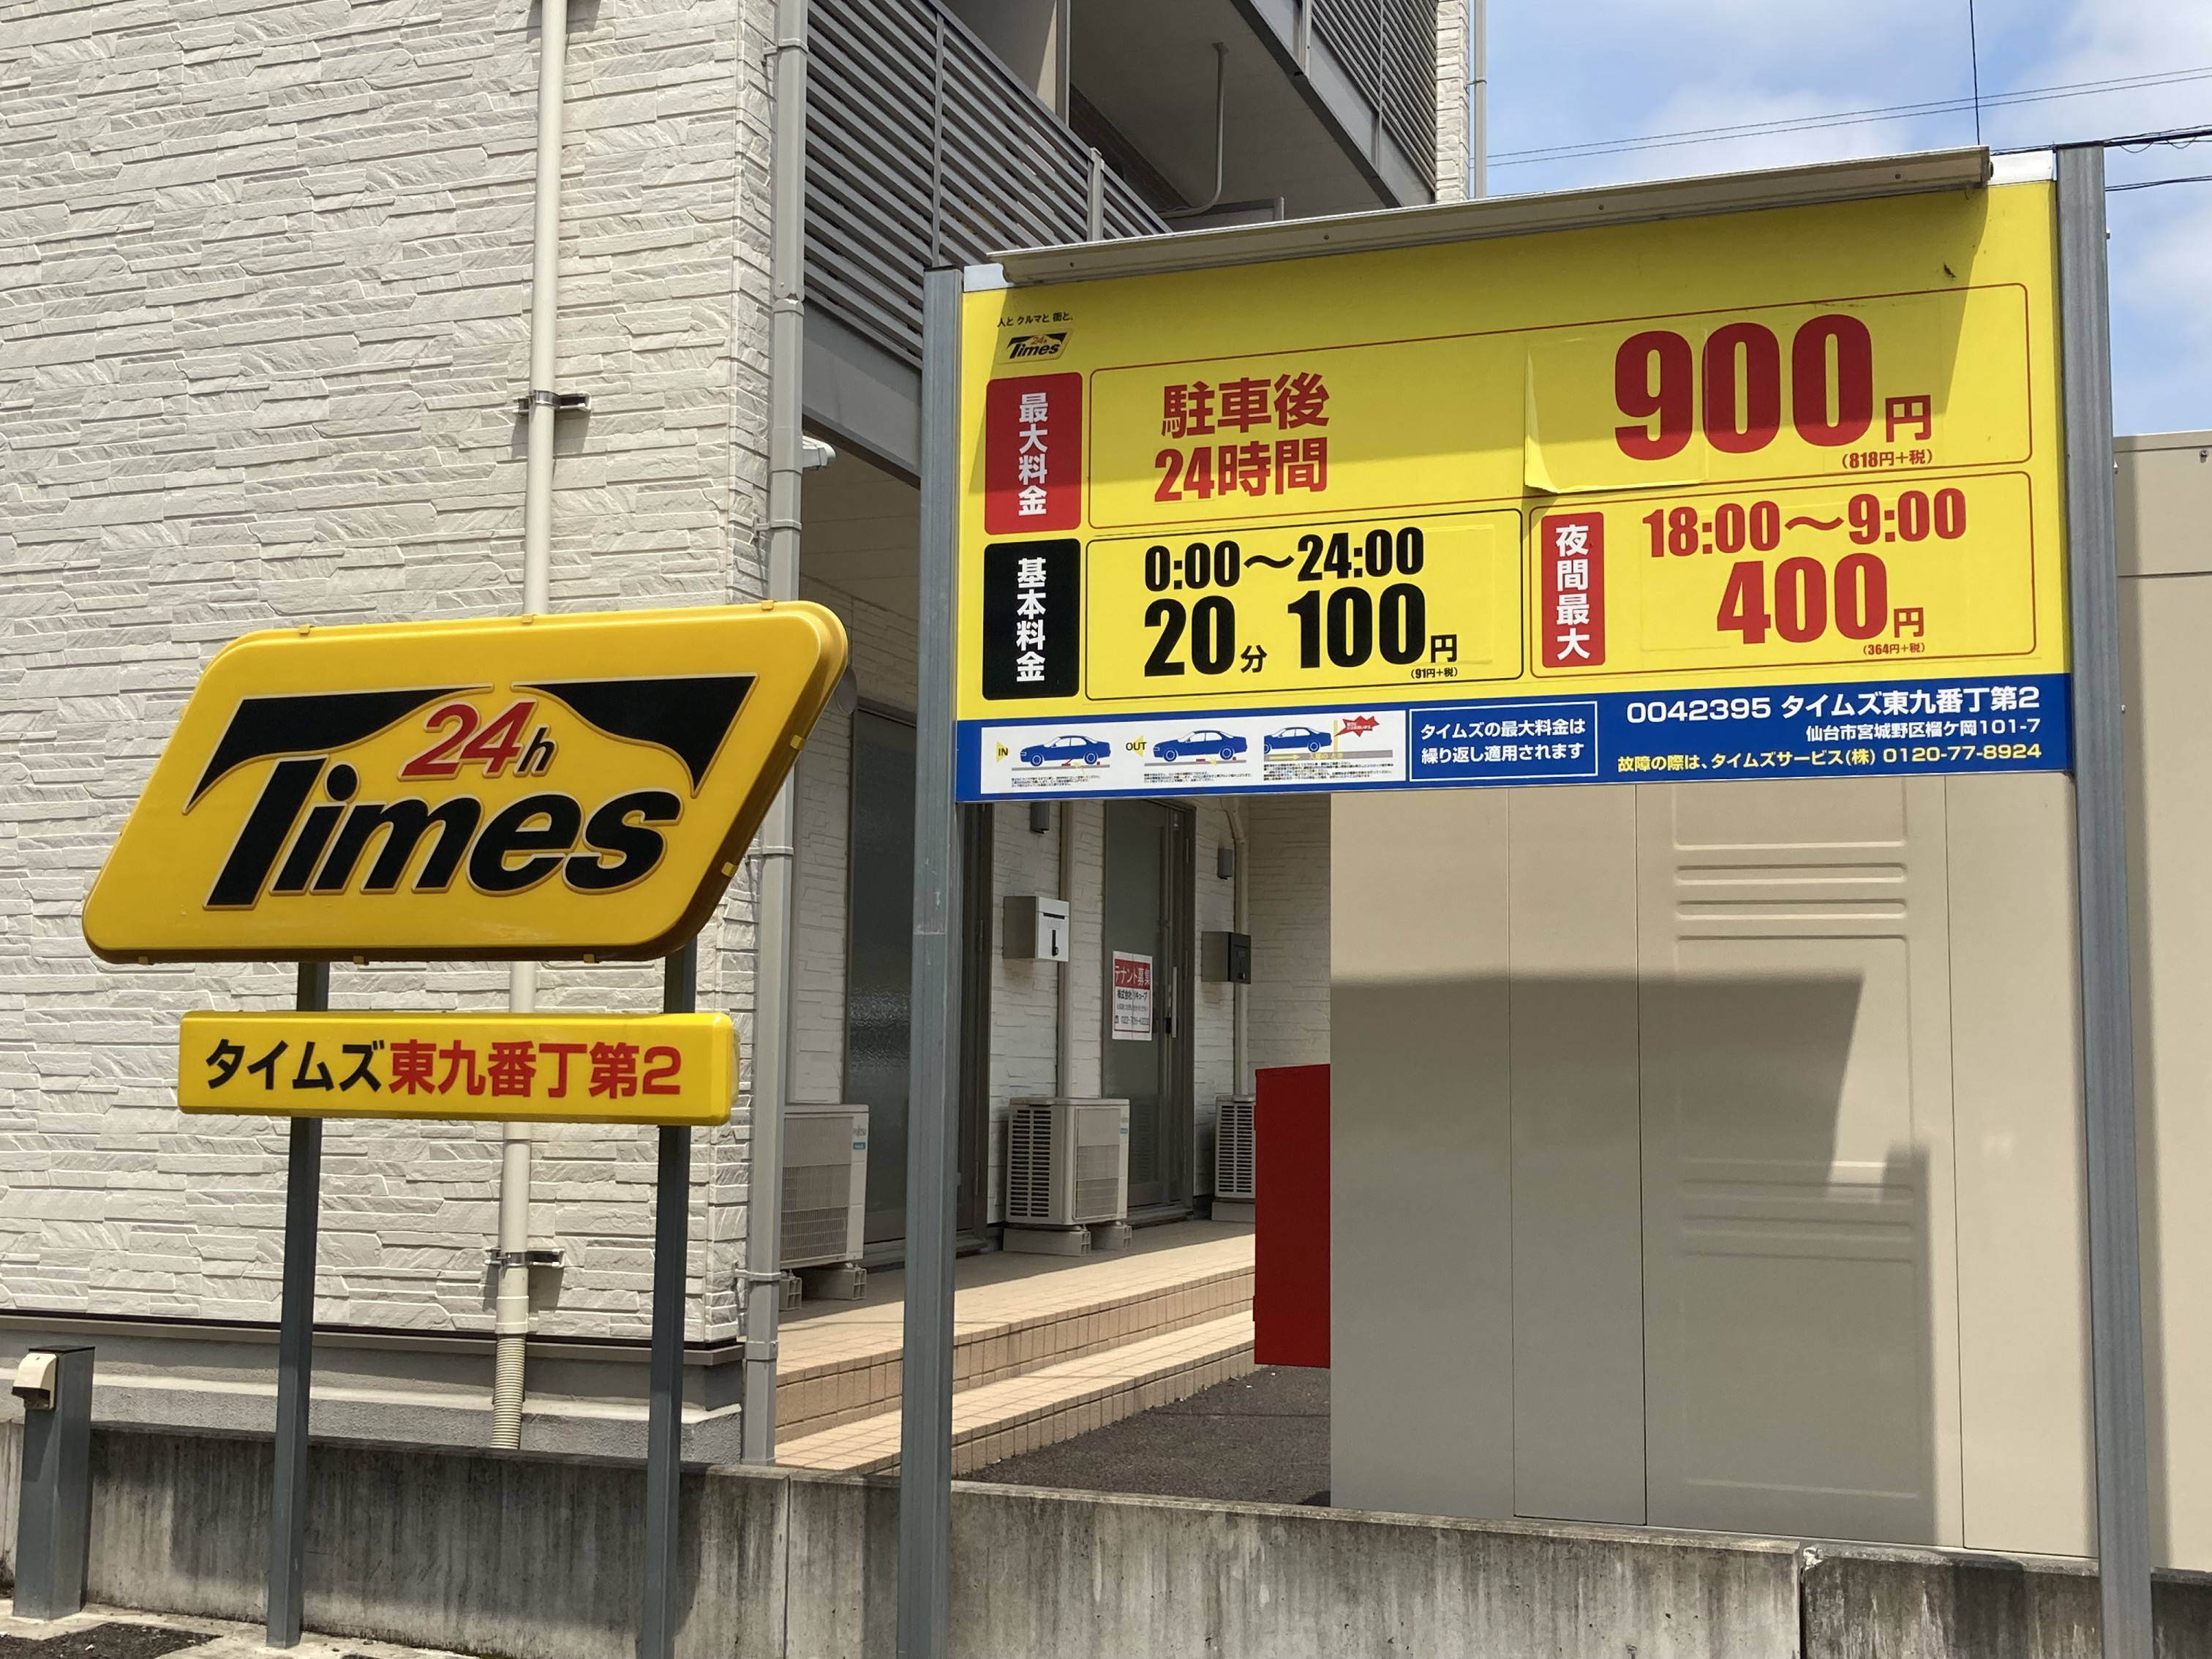 24h
Times
タイムズ東九番丁第2
人と クルマと 街と、
24h
Times
最大料金
駐車後
24時間
900円
(818円+税)
基本料金
0:00～24:00
20分 100円
(91円+税)
夜間最大
18:00～9:00
400円
(364円+税)
IN
OUT
タイムズの最大料金は
繰り返し適用されます
0042395 タイムズ東九番丁第2
仙台市宮城野区榴ケ岡101-7
故障の際は、タイムズサービス(株) 0120-77-8924
テナント募集